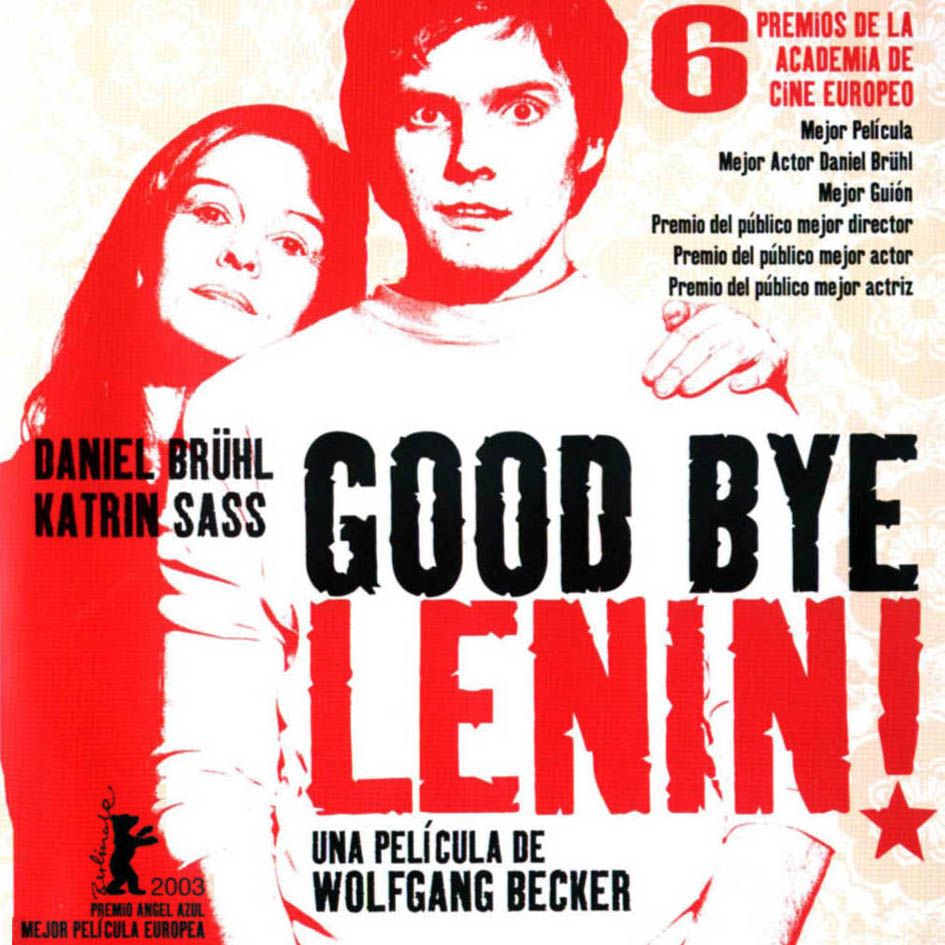 6
PREMiOS DE LA
ACADEMiA DE
CiNE EUROPEO
Mejor Película
Mejor Actor Daniel Brühl
Mejor Guión
Premio del público mejor director
Premio del público mejor actor
Premio del público mejor actriz
DANIEL BRÜHL
KATRIN SASS
GOOD BYE
LENIN!
UNA PELÍCULA DE
WOLFGANG BECKER
Berlinale
2003
PREMIO ANGEL AZUL
MEJOR PELÍCULA EUROPEA